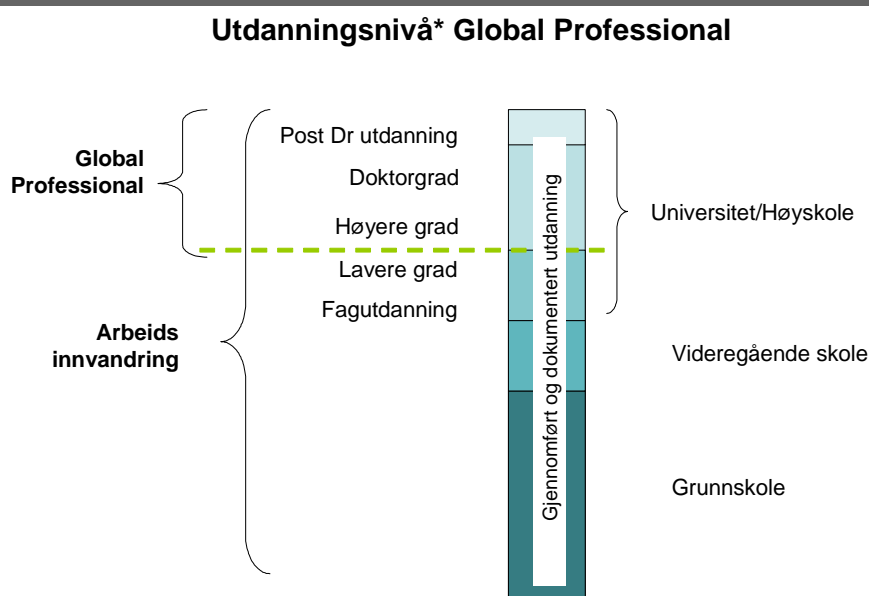 Utdanningsnivå* Global Professional
Post Dr utdanning
Global
Professional
Doktorgrad
Høyere grad
Universitet/Høyskole
Lavere grad
Fagutdanning
Arbeids
innvandring
Videregående skole
Grunnskole
Gjennomført og dokumentert utdanning